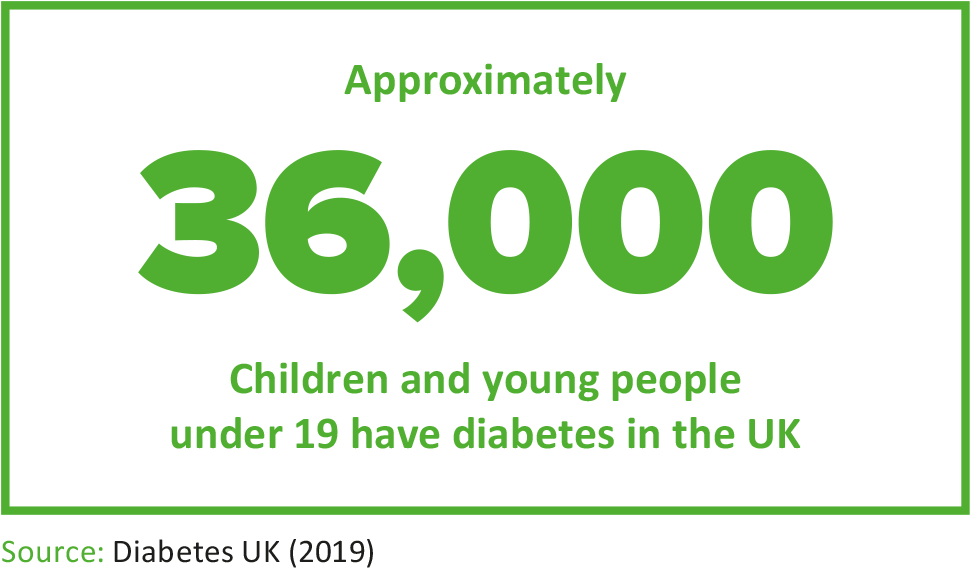 Approximately
36,000
Children and young people
under 19 have diabetes in the UK
Source: Diabetes UK (2019)